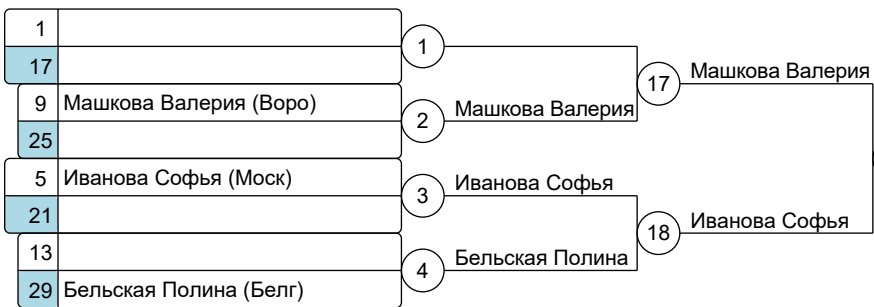 1
17
1
9 Машкова Валерия (Воро)
25
2
Машкова Валерия
17
Машкова Валерия
5 Иванова Софья (Моск)
21
3
Иванова Софья
13
29 Бельская Полина (Белг)
4
Бельская Полина
18
Иванова Софья